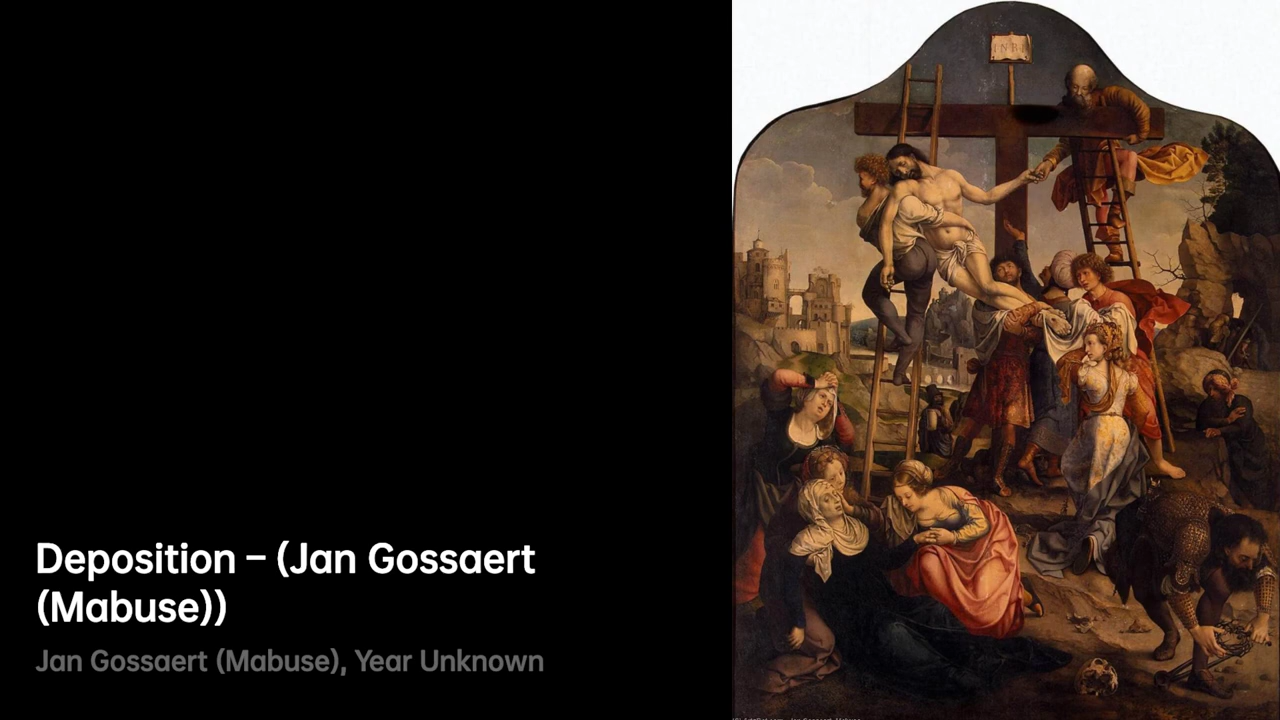 Deposition – (Jan Gossaert
(Mabuse))
Jan Gossaert (Mabuse), Year Unknown
INRI